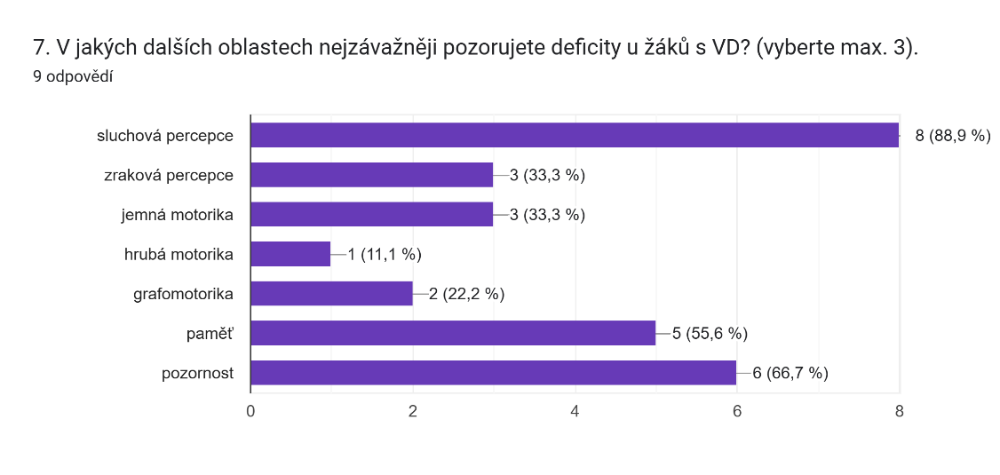 7. V jakých dalších oblastech nejzávažněji pozorujete deficity u žáků s VD? (vyberte max. 3).
9 odpovědí
sluchová percepce 8 (88,9 %)
zraková percepce 3 (33,3 %)
jemná motorika 3 (33,3 %)
hrubá motorika 1 (11,1 %)
grafomotorika 2 (22,2 %)
paměť 5 (55,6 %)
pozornost 6 (66,7 %)
0 2 4 6 8